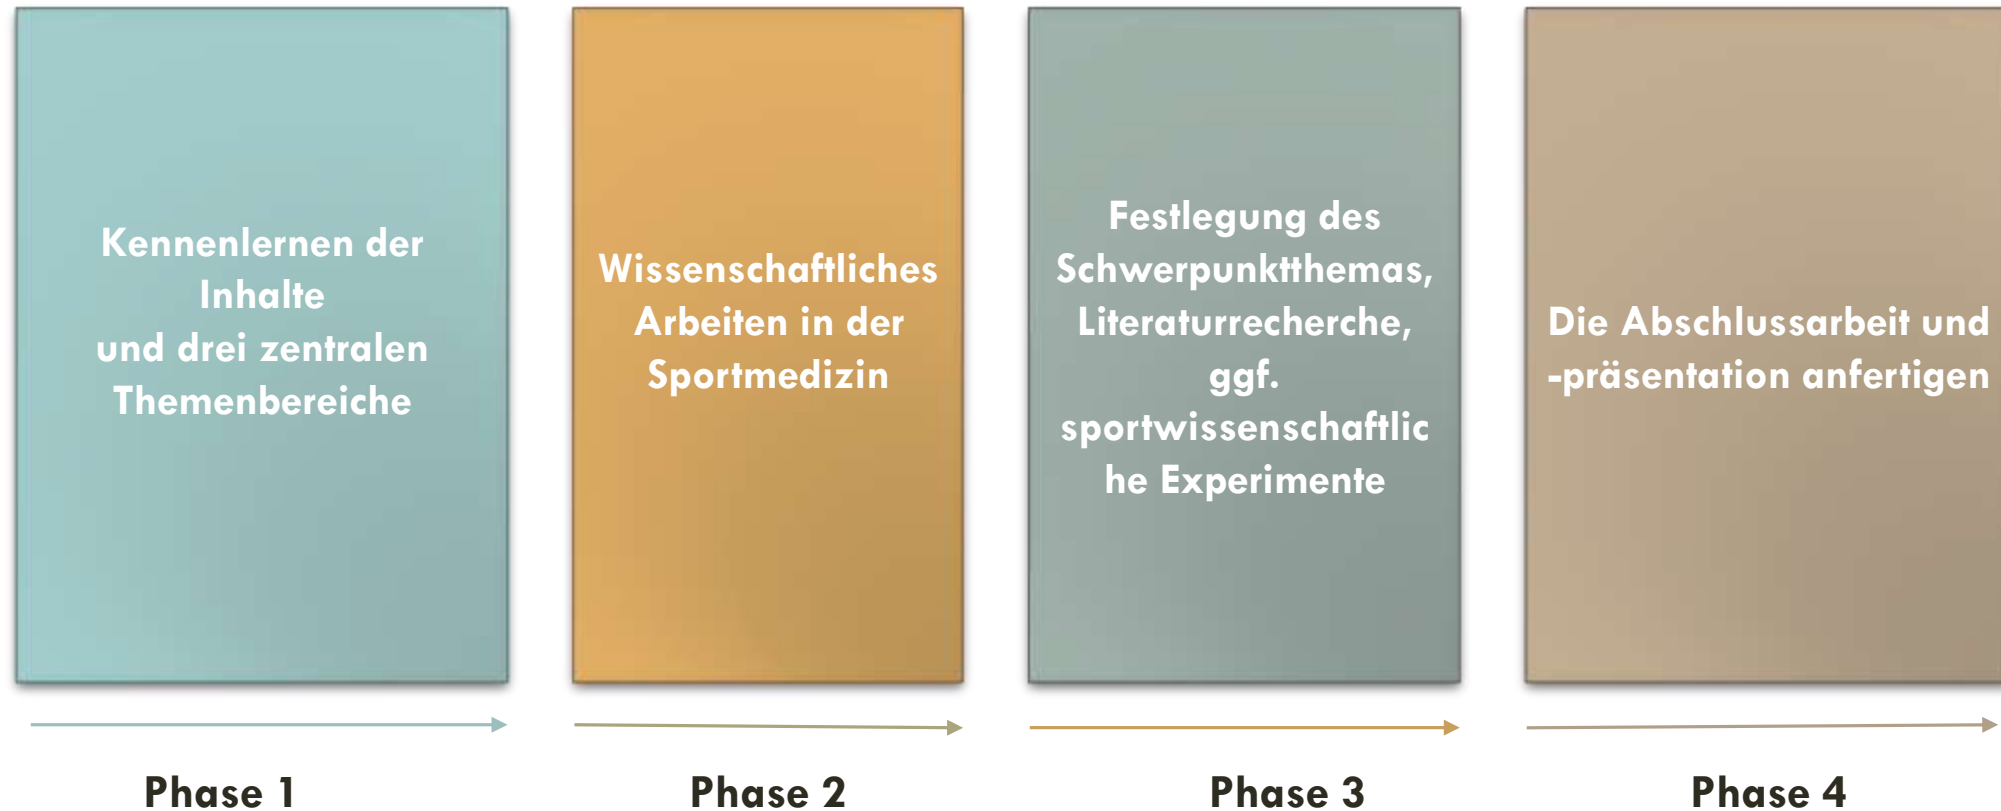 Kennenlernen der
Inhalte
und drei zentralen
Themenbereiche
Wissenschaftliches
Arbeiten in der
Sportmedizin
Festlegung des
Schwerpunktthemas,
Literaturrecherche,
ggf.
sportwissenschaftlic
he Experimente
Die Abschlussarbeit und
-präsentation anfertigen
Phase 1
Phase 2
Phase 3
Phase 4